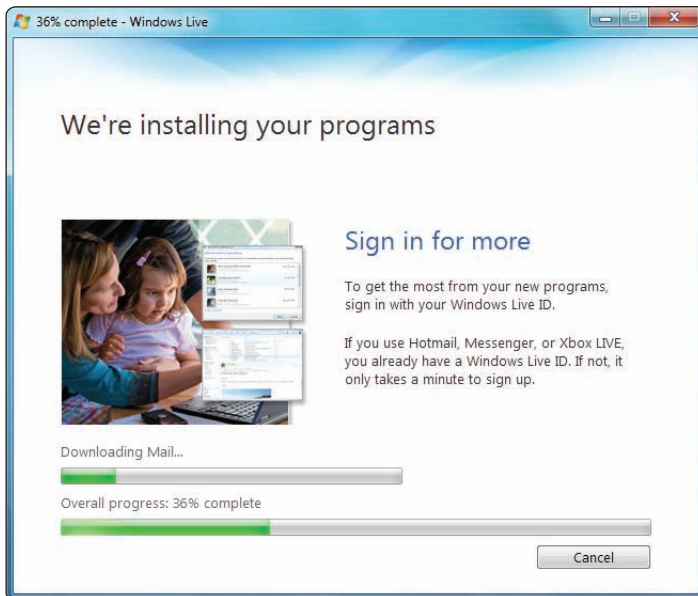 36% complete - Windows Live
We're installing your programs
Sign in for more
To get the most from your new programs,
sign in with your Windows Live ID.
If you use Hotmail, Messenger, or Xbox LIVE,
you already have a Windows Live ID. If not, it
only takes a minute to sign up.
Downloading Mail...
Overall progress: 36% complete
Cancel